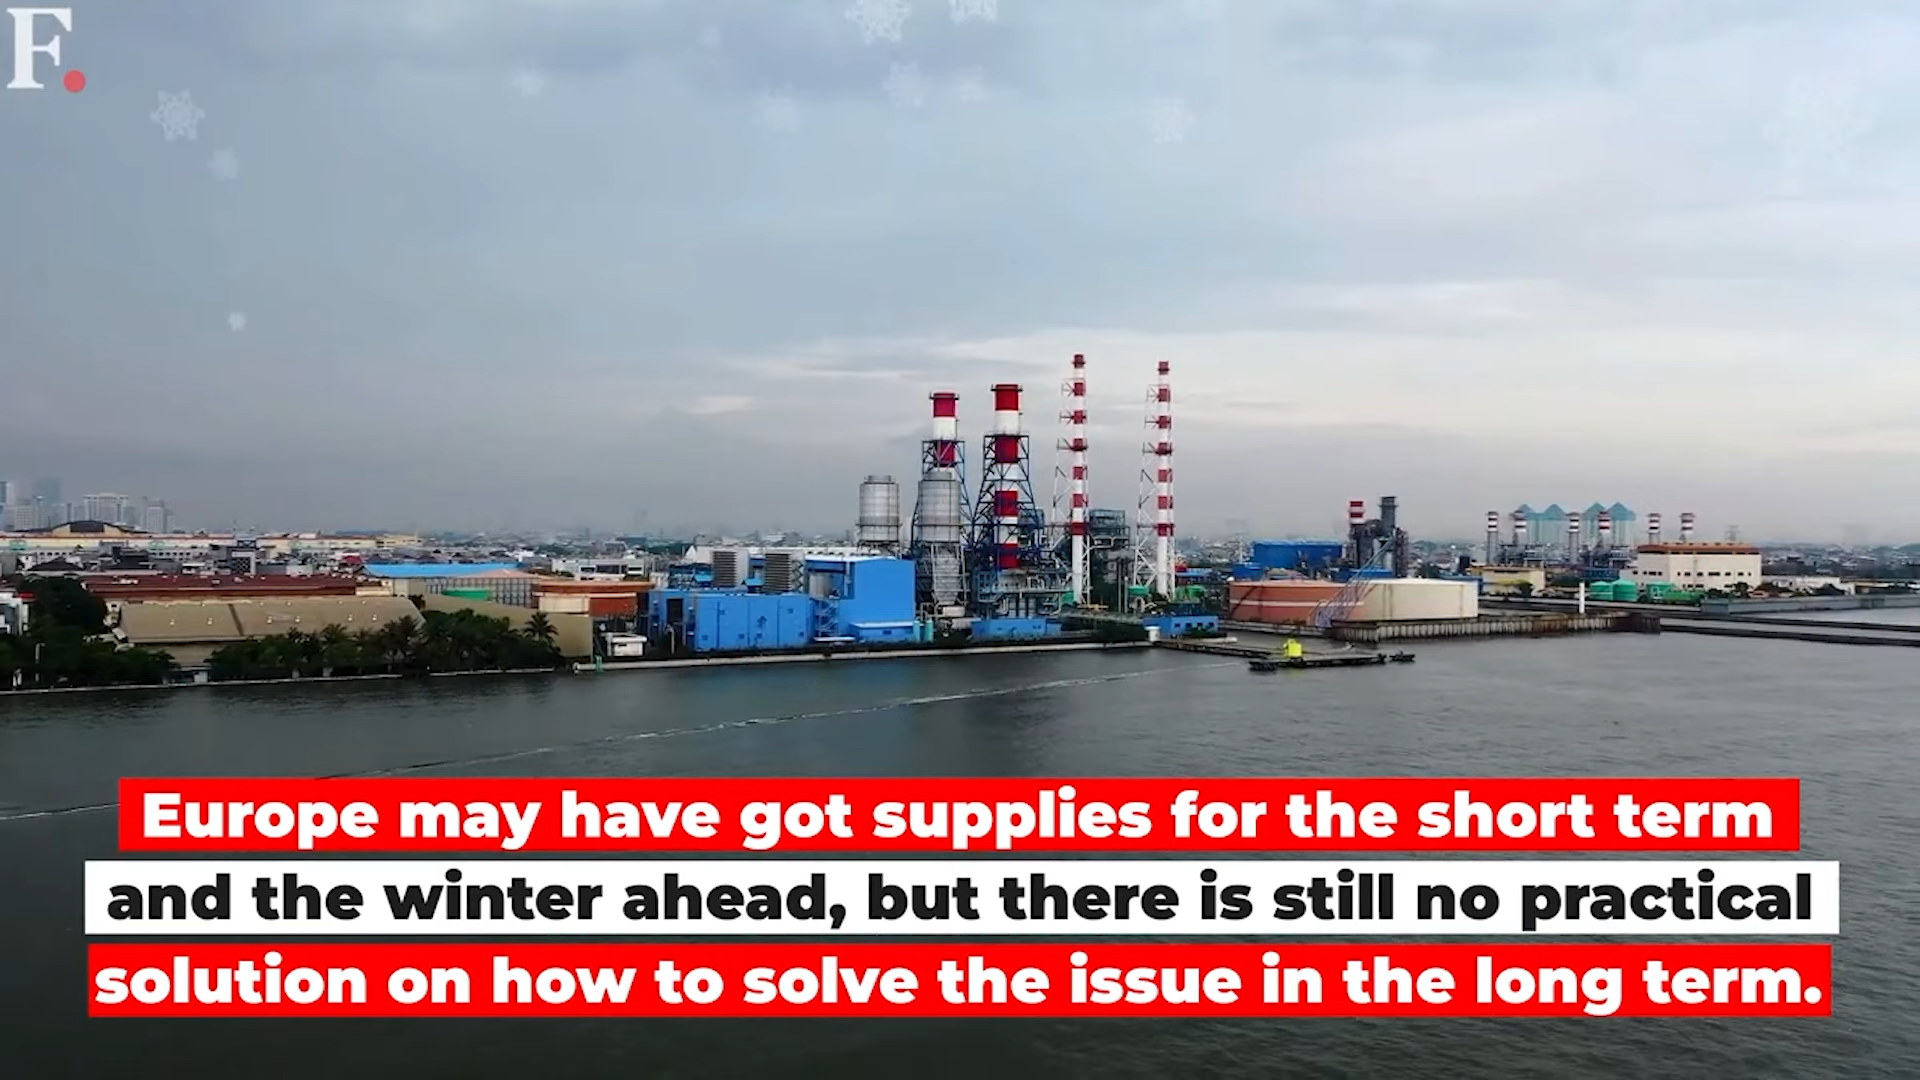 F.
Europe may have got supplies for the short term
and the winter ahead, but there is still no practical
solution on how to solve the issue in the long term.